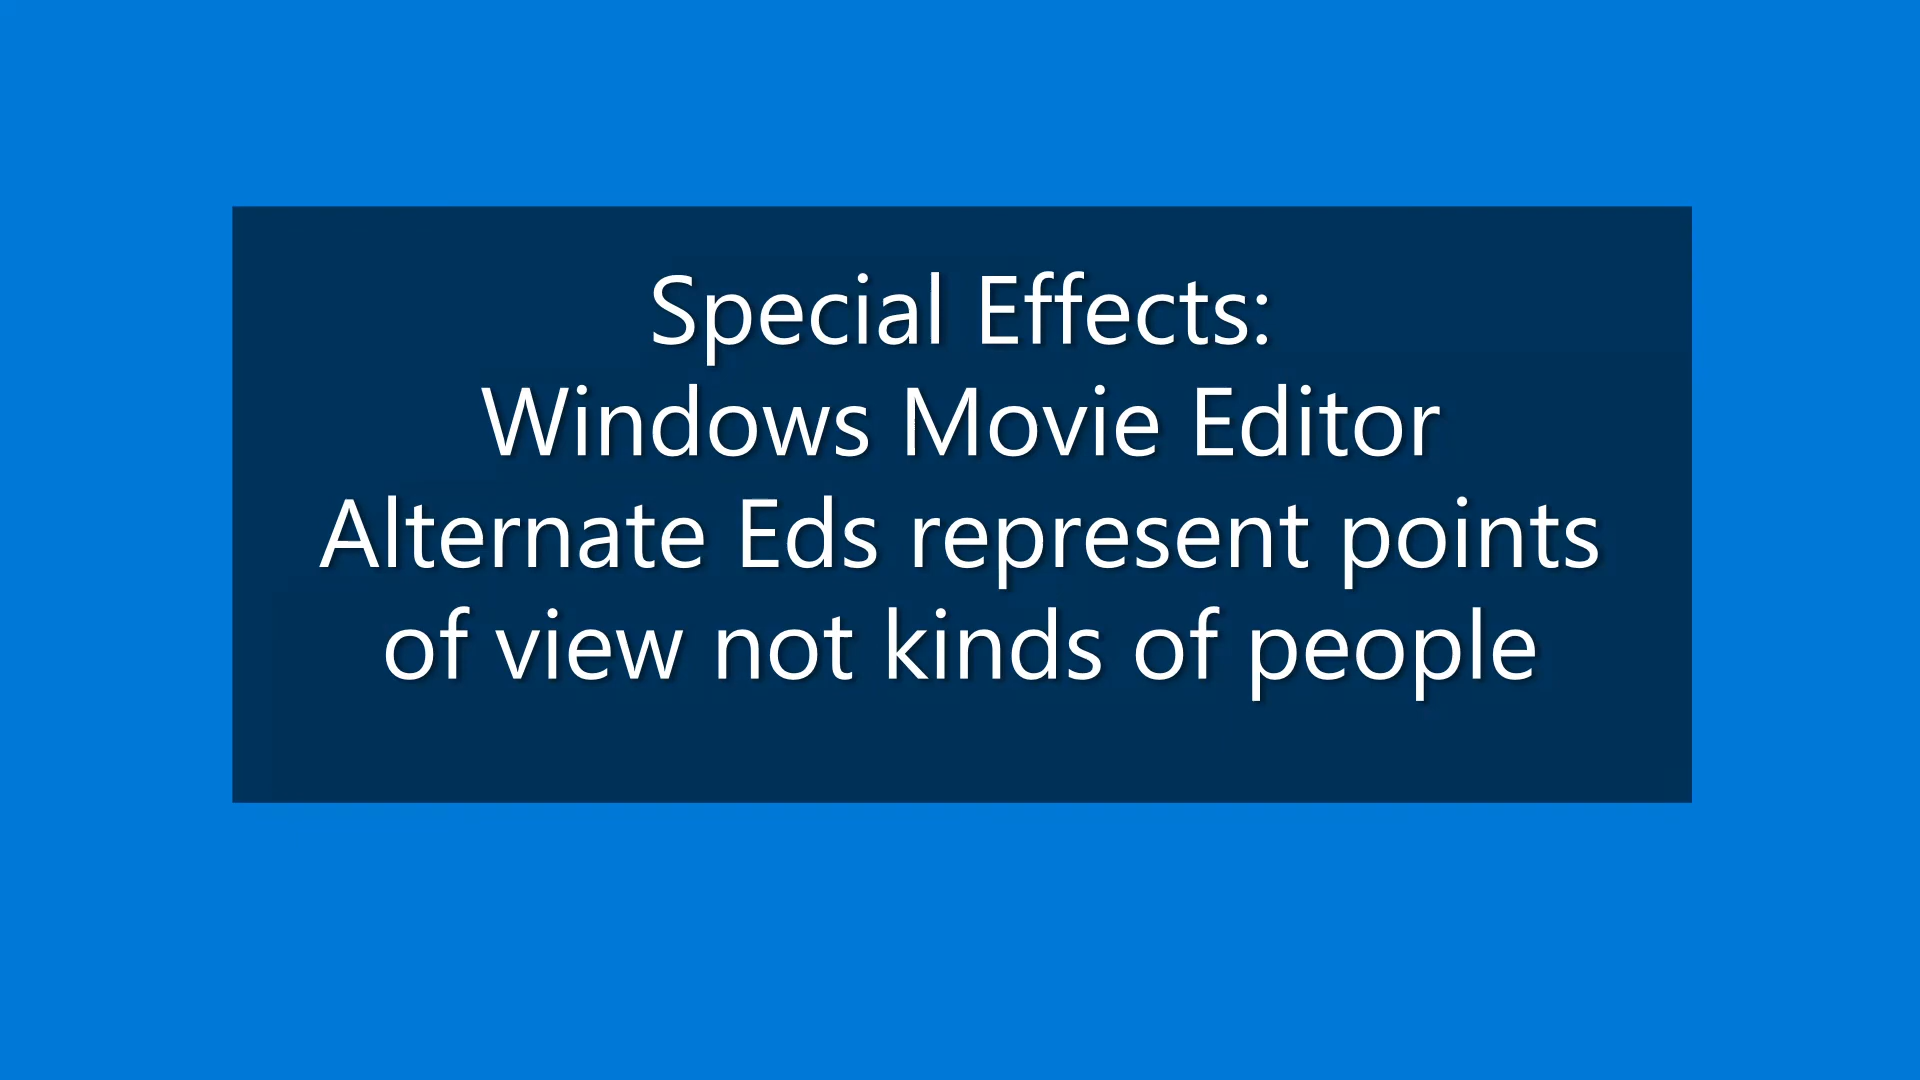 Special Effects:
Windows Movie Editor
Alternate Eds represent points
of view not kinds of people